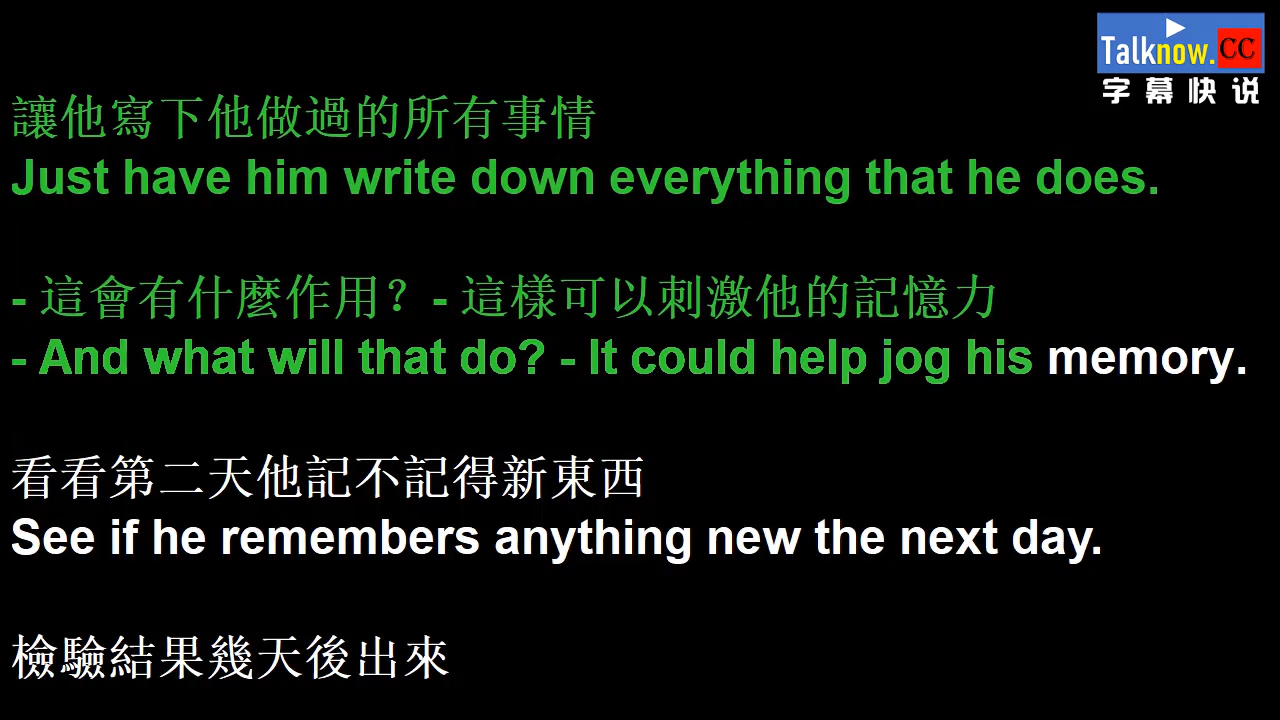 Talknow.CC
字幕快说
讓他寫下他做過的所有事情
Just have him write down everything that he does.
- 這會有什麼作用？- 這樣可以刺激他的記憶力
- And what will that do? - It could help jog his memory.
看看第二天他記不記得新東西
See if he remembers anything new the next day.
檢驗結果幾天後出來